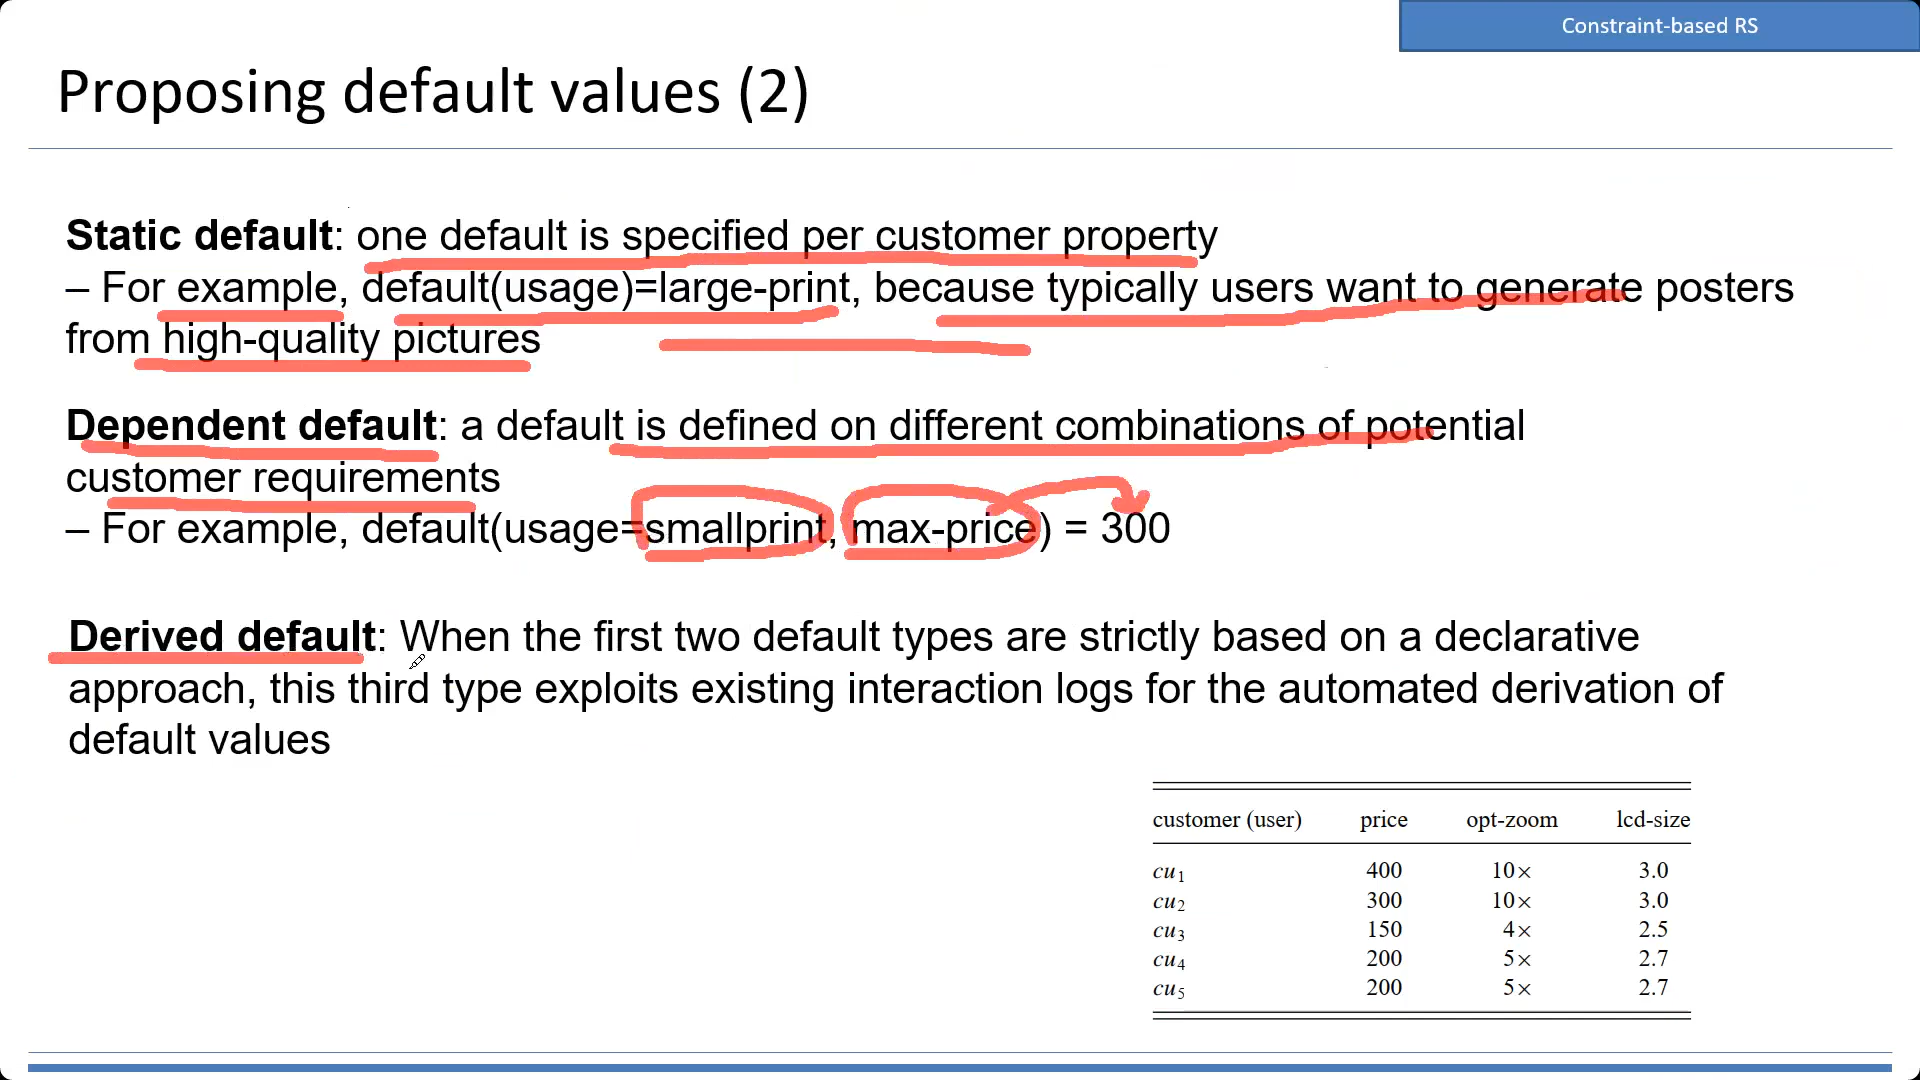 Constraint-based RS
Proposing default values (2)
Static default: one default is specified per customer property
– For example, default(usage)=large-print, because typically users want to generate posters
from high-quality pictures
Dependent default: a default is defined on different combinations of potential
customer requirements
– For example, default(usage=smallprint, max-price) = 300
Derived default: When the first two default types are strictly based on a declarative
approach, this third type exploits existing interaction logs for the automated derivation of
default values
customer (user) price opt-zoom lcd-size
cu₁ 400 10× 3.0
cu₂ 300 10× 3.0
cu₃ 150 4× 2.5
cu₄ 200 5× 2.7
cu₅ 200 5× 2.7